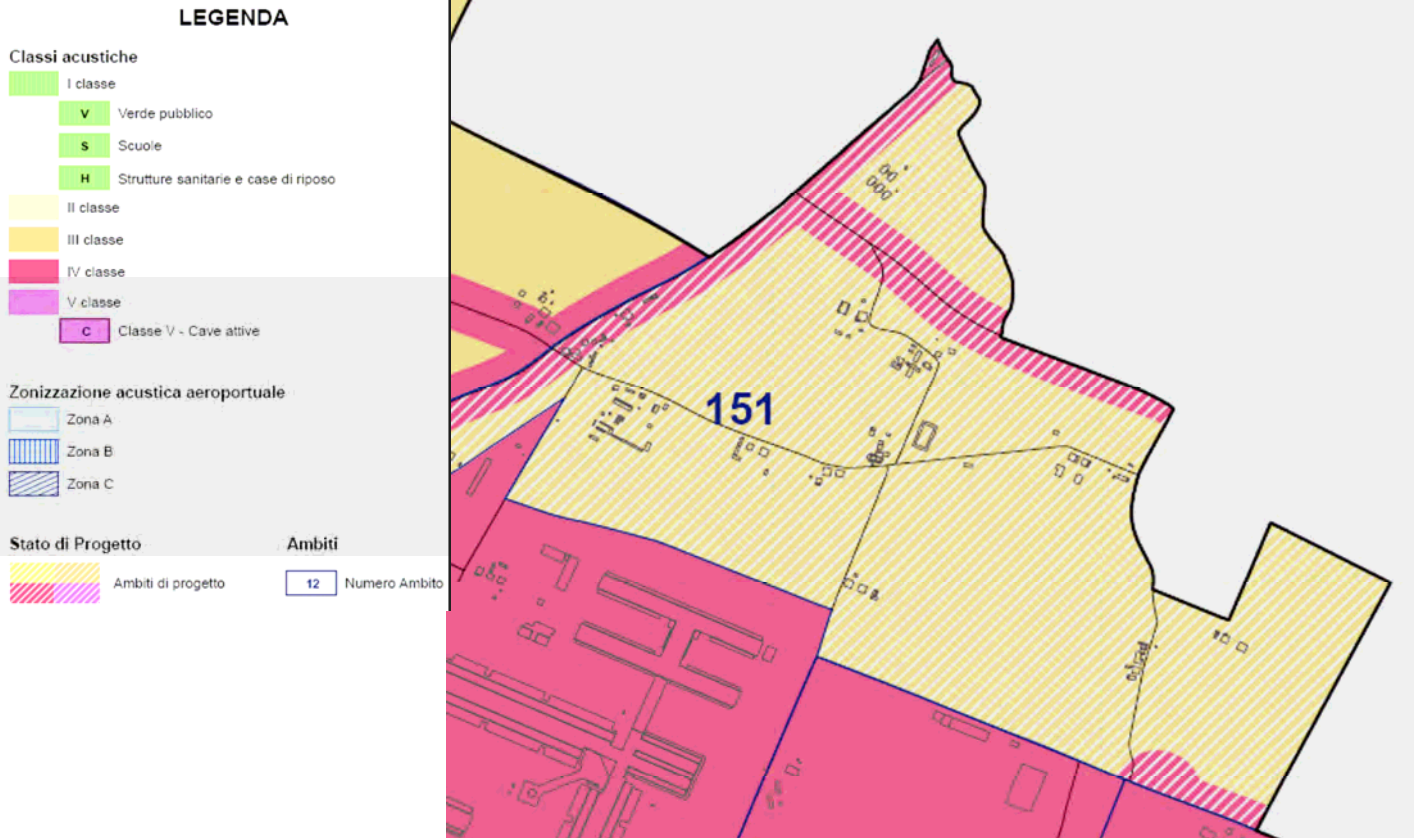 LEGENDA
Classi acustiche
I classe
V Verde pubblico
S Scuole
H Strutture sanitarie e case di riposo
II classe
III classe
IV classe
V classe
C Classe V - Cave attive
Zonizzazione acustica aeroportuale
Zona A
Zona B
Zona C
Stato di Progetto
Ambiti di progetto
Ambiti
12 Numero Ambito
151